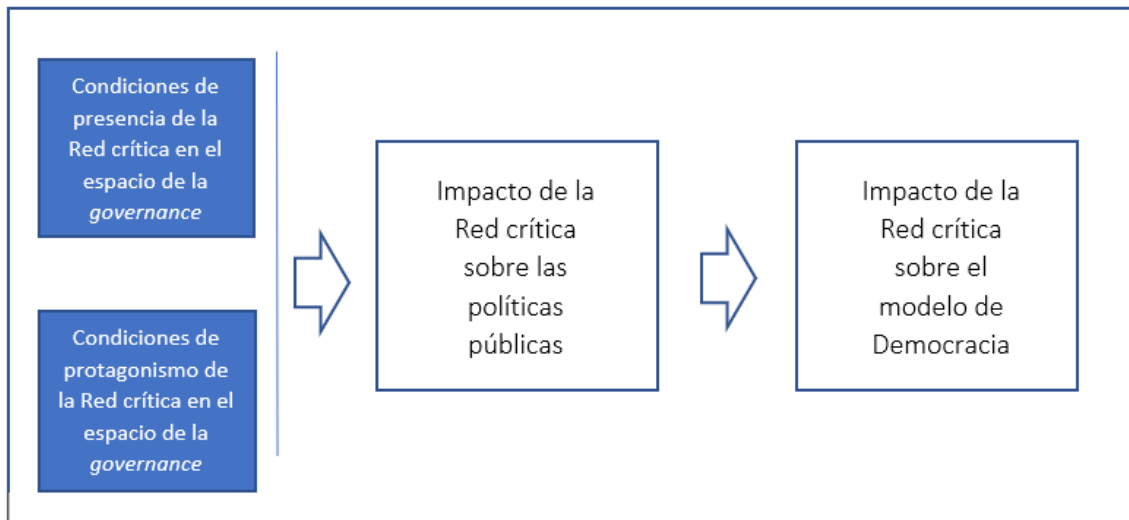 Condiciones de
presencia de la
Red crítica en el
espacio de la
governance
Condiciones de
protagonismo de
la Red crítica en el
espacio de la
governance
Impacto de la
Red crítica
sobre las
políticas
públicas
Impacto de la
Red crítica
sobre el
modelo de
Democracia